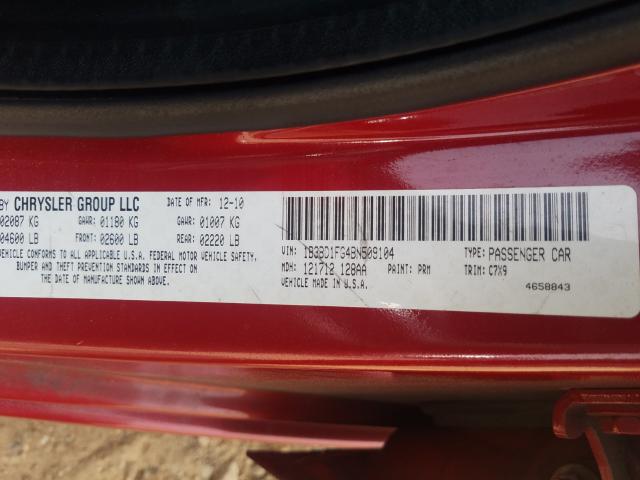 BY CHRYSLER GROUP LLC DATE OF MFR: 12-10
02087 KG GAWR: 01180 KG GAWR: 01007 KG
04600 LB FRONT: 02600 LB REAR: 02220 LB
VEHICLE CONFORMS TO ALL APPLICABLE U.S.A. FEDERAL MOTOR VEHICLE SAFETY,
BUMPER AND THEFT PREVENTION STANDARDS IN EFFECT ON
THE DATE OF MANUFACTURE SHOWN ABOVE.
VIN: 1B3BD1FG4BN509104 TYPE: PASSENGER CAR
MDH: 121712 128AA PAINT: PRM TRIM: C7X9
VEHICLE MADE IN U.S.A. 4658843